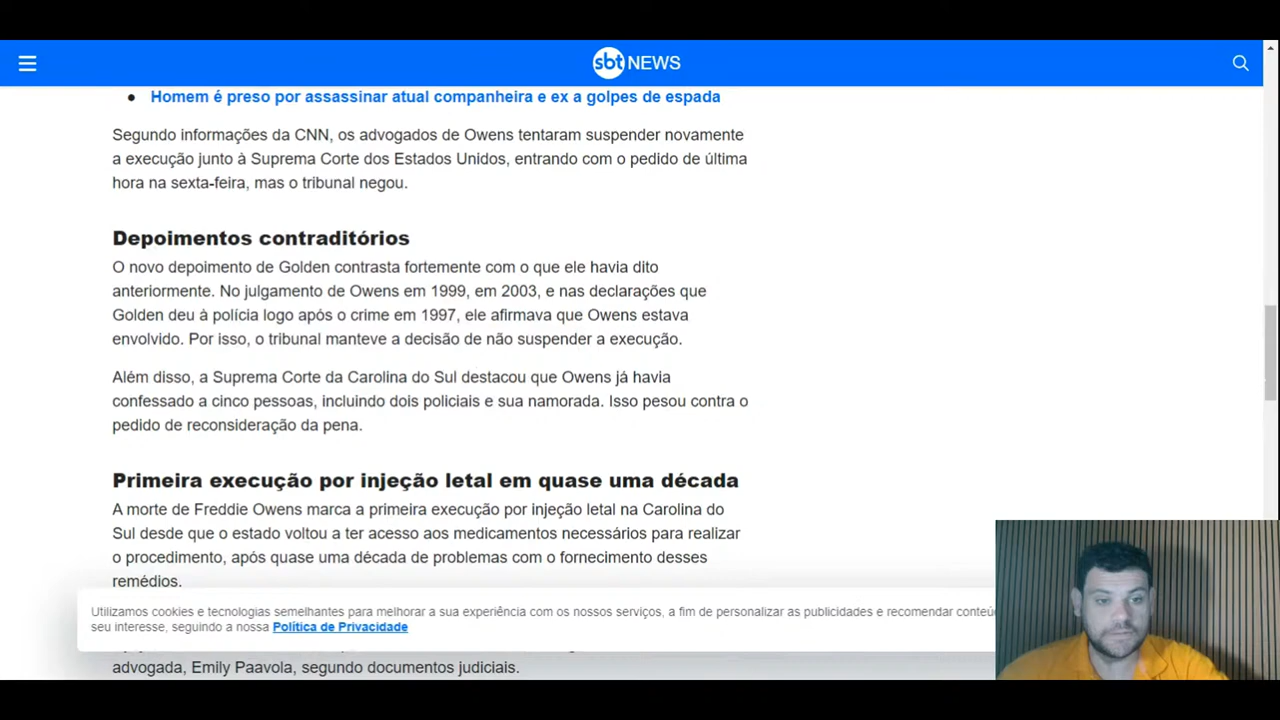 sbt NEWS
Homem é preso por assassinar atual companheira e ex a golpes de espada
Segundo informações da CNN, os advogados de Owens tentaram suspender novamente
a execução junto à Suprema Corte dos Estados Unidos, entrando com o pedido de última
hora na sexta-feira, mas o tribunal negou.
Depoimentos contraditórios
O novo depoimento de Golden contrasta fortemente com o que ele havia dito
anteriormente. No julgamento de Owens em 1999, em 2003, e nas declarações que
Golden deu à polícia logo após o crime em 1997, ele afirmava que Owens estava
envolvido. Por isso, o tribunal manteve a decisão de não suspender a execução.
Além disso, a Suprema Corte da Carolina do Sul destacou que Owens já havia
confessado a cinco pessoas, incluindo dois policiais e sua namorada. Isso pesou contra o
pedido de reconsideração da pena.
Primeira execução por injeção letal em quase uma década
A morte de Freddie Owens marca a primeira execução por injeção letal na Carolina do
Sul desde que o estado voltou a ter acesso aos medicamentos necessários para realizar
o procedimento, após quase uma década de problemas com o fornecimento desses
remédios.
Utilizamos cookies e tecnologias semelhantes para melhorar a sua experiência com os nossos serviços, a fim de personalizar as publicidades e recomendar
seu interesse, seguindo a nossa Política de Privacidade
advogada, Emily Paavola, segundo documentos judiciais.